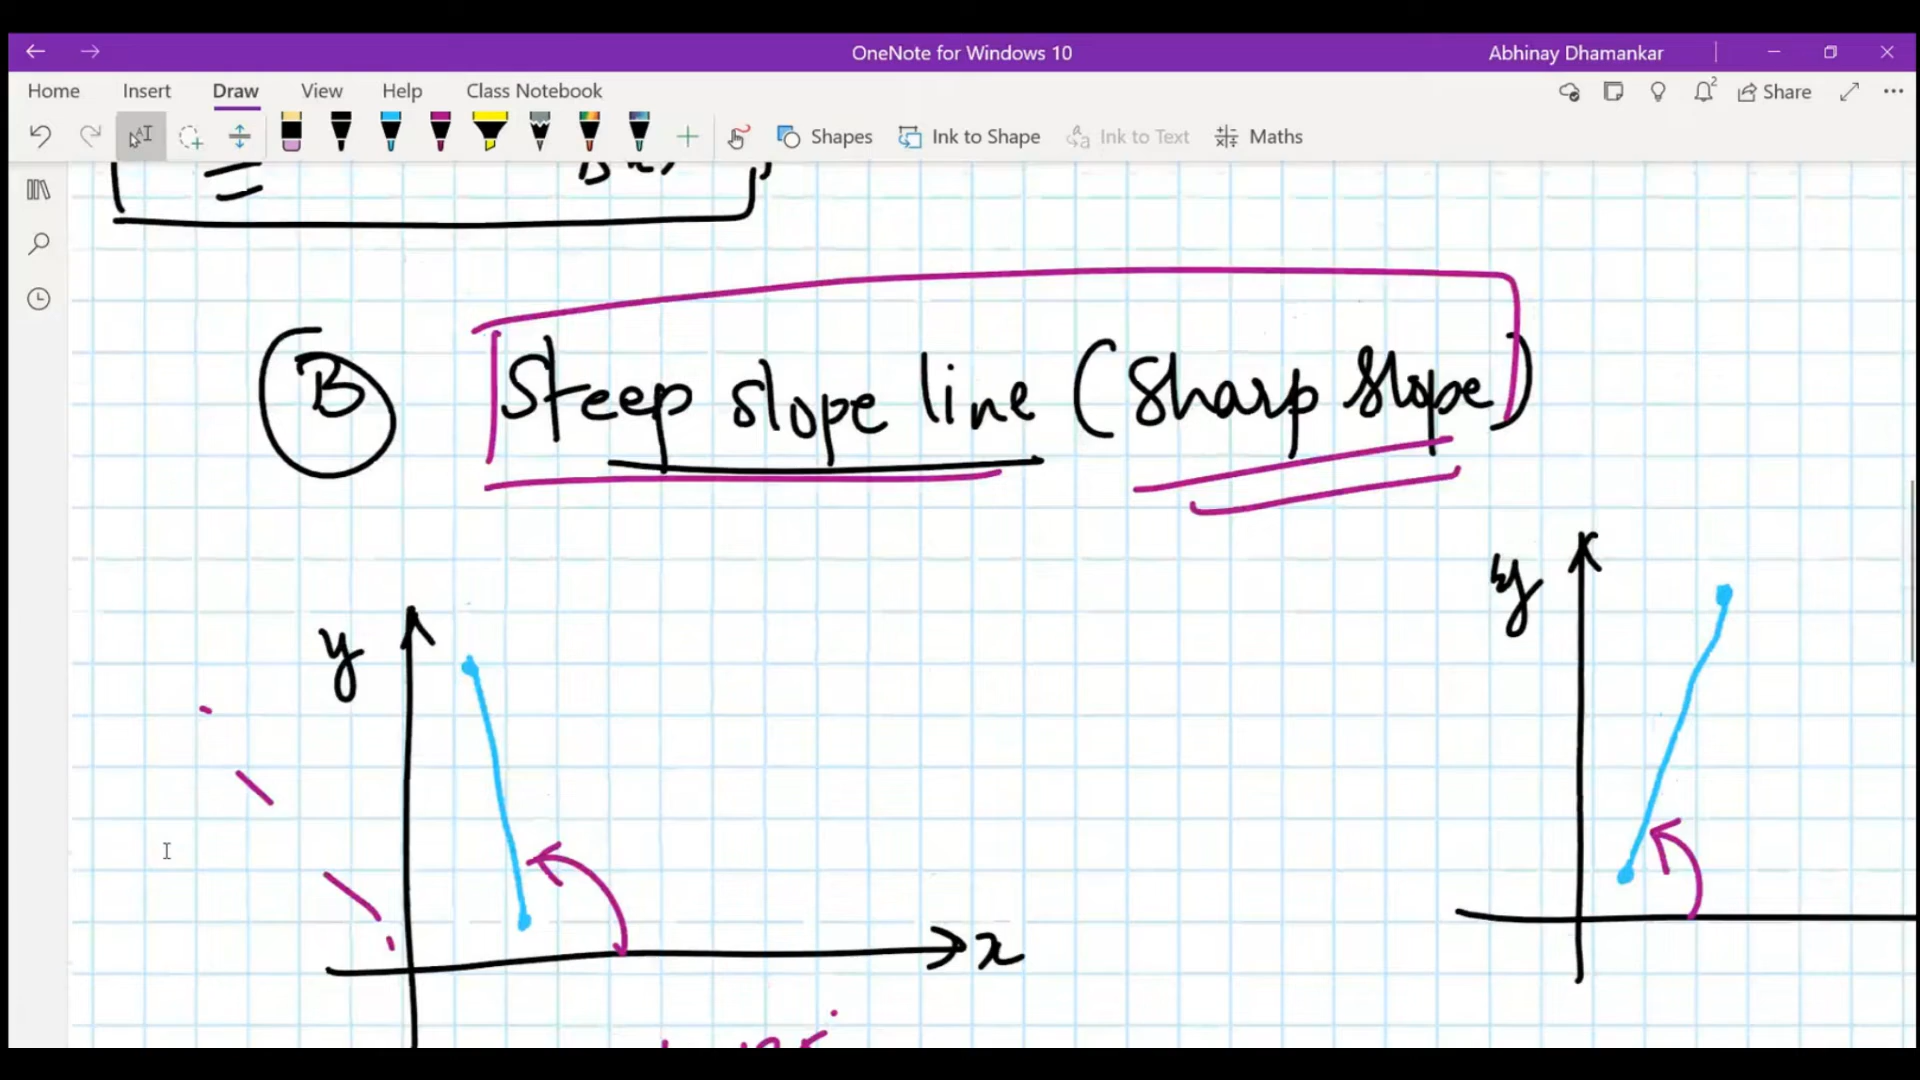 OneNote for Windows 10
Abhinay Dhamankar
Home Insert Draw View Help Class Notebook
2 Share
Shapes Ink to Shape Ink to Text Maths
B Steep slope line (Sharp Slope)
y
x
y